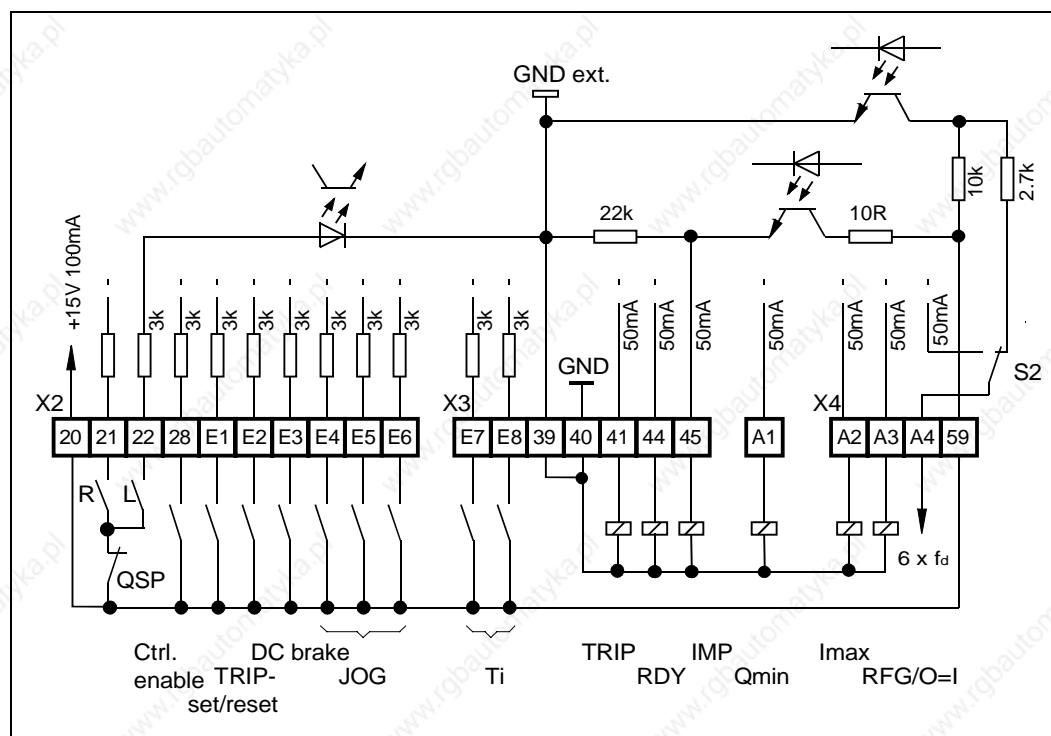 GND ext.
10k
2.7k
22k
10R
+15V 100mA
3k
3k
3k
3k
3k
3k
3k
3k
3k
50mA
50mA
50mA
50mA
50mA
50mA
50mA
GND
S2
X2
X3
X4
20 21 22 28 E1 E2 E3 E4 E5 E6
E7 E8 39 40 41 44 45
A1
A2 A3 A4 59
R L
QSP
6 x fd
Ctrl. DC brake TRIP IMP Imax
enable TRIP- JOG Ti RDY Qmin RFG/O=I
set/reset
www.rgbautomatyka.pl